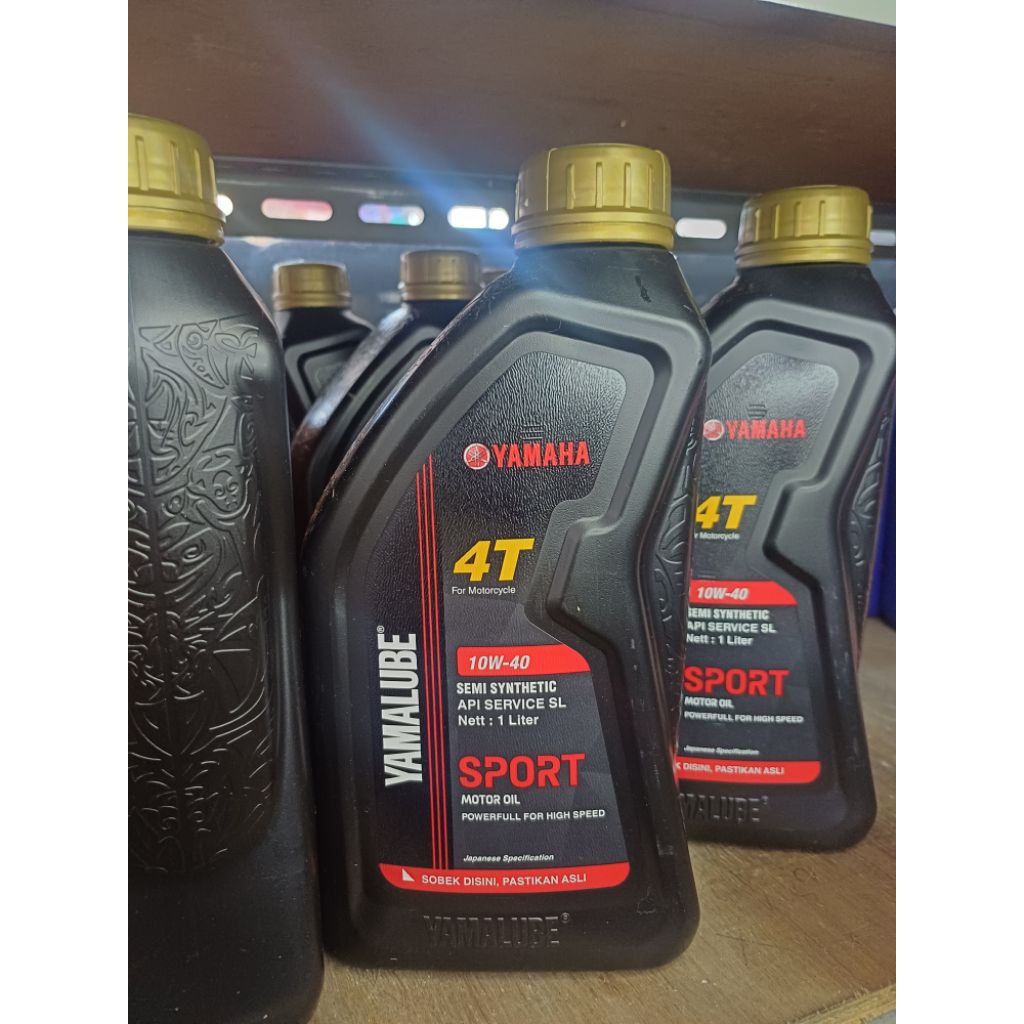 YAMAHA
4T
For Motorcycle
YAMALUBE®
10W-40
SEMI SYNTHETIC
API SERVICE SL
Nett : 1 Liter
SPORT
MOTOR OIL
POWERFULL FOR HIGH SPEED
Japanese Specification
SOBEK DISINI, PASTIKAN ASLI
YAMALUBE®
YAMAHA
4T
Motorcycle
10W-40
SEMI SYNTHETIC
API SERVICE SL
Nett : 1 Liter
SPORT
MOTOR OIL
POWERFULL FOR HIGH SPEED
Japanese Specification
DISINI, PASTIKAN ASLI
MALUBE®